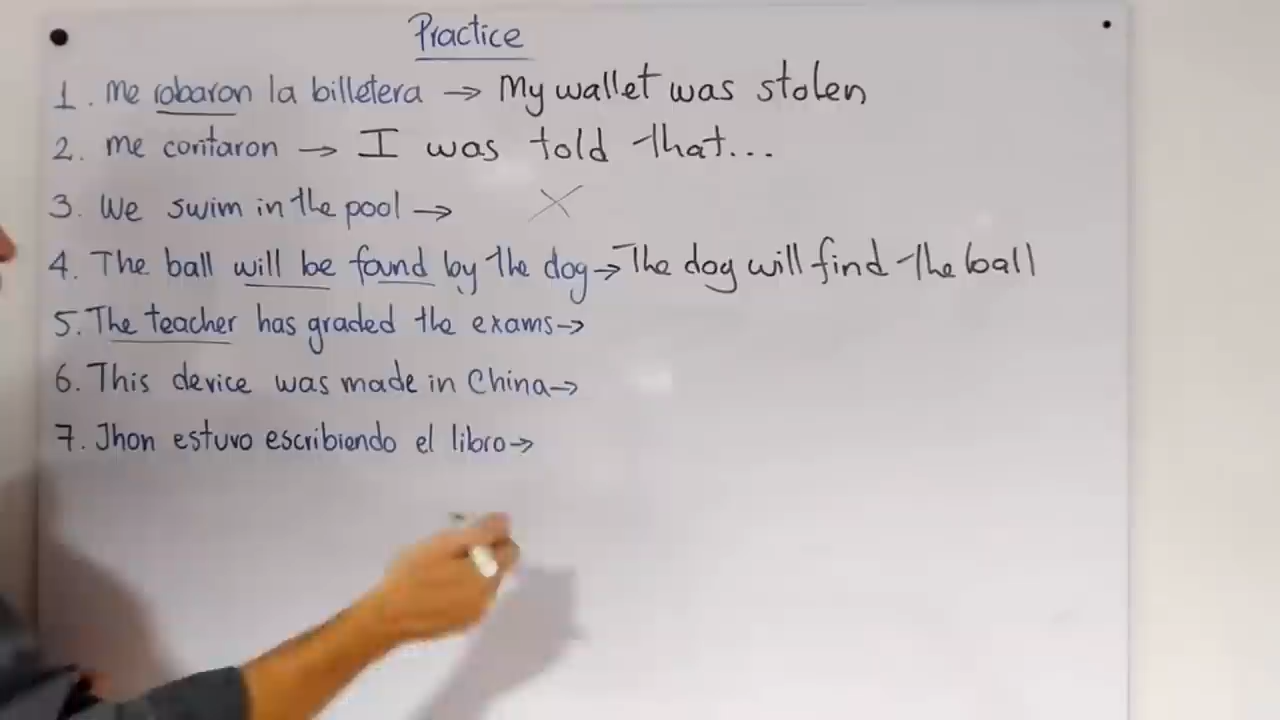 Practice
1. Me robaron la billetera → My wallet was stolen
2. Me contaron → I was told that...
3. We swim in the pool → X
4. The ball will be found by the dog → The dog will find the ball
5. The teacher has graded the exams →
6. This device was made in China →
7. Jhon estuvo escribiendo el libro →